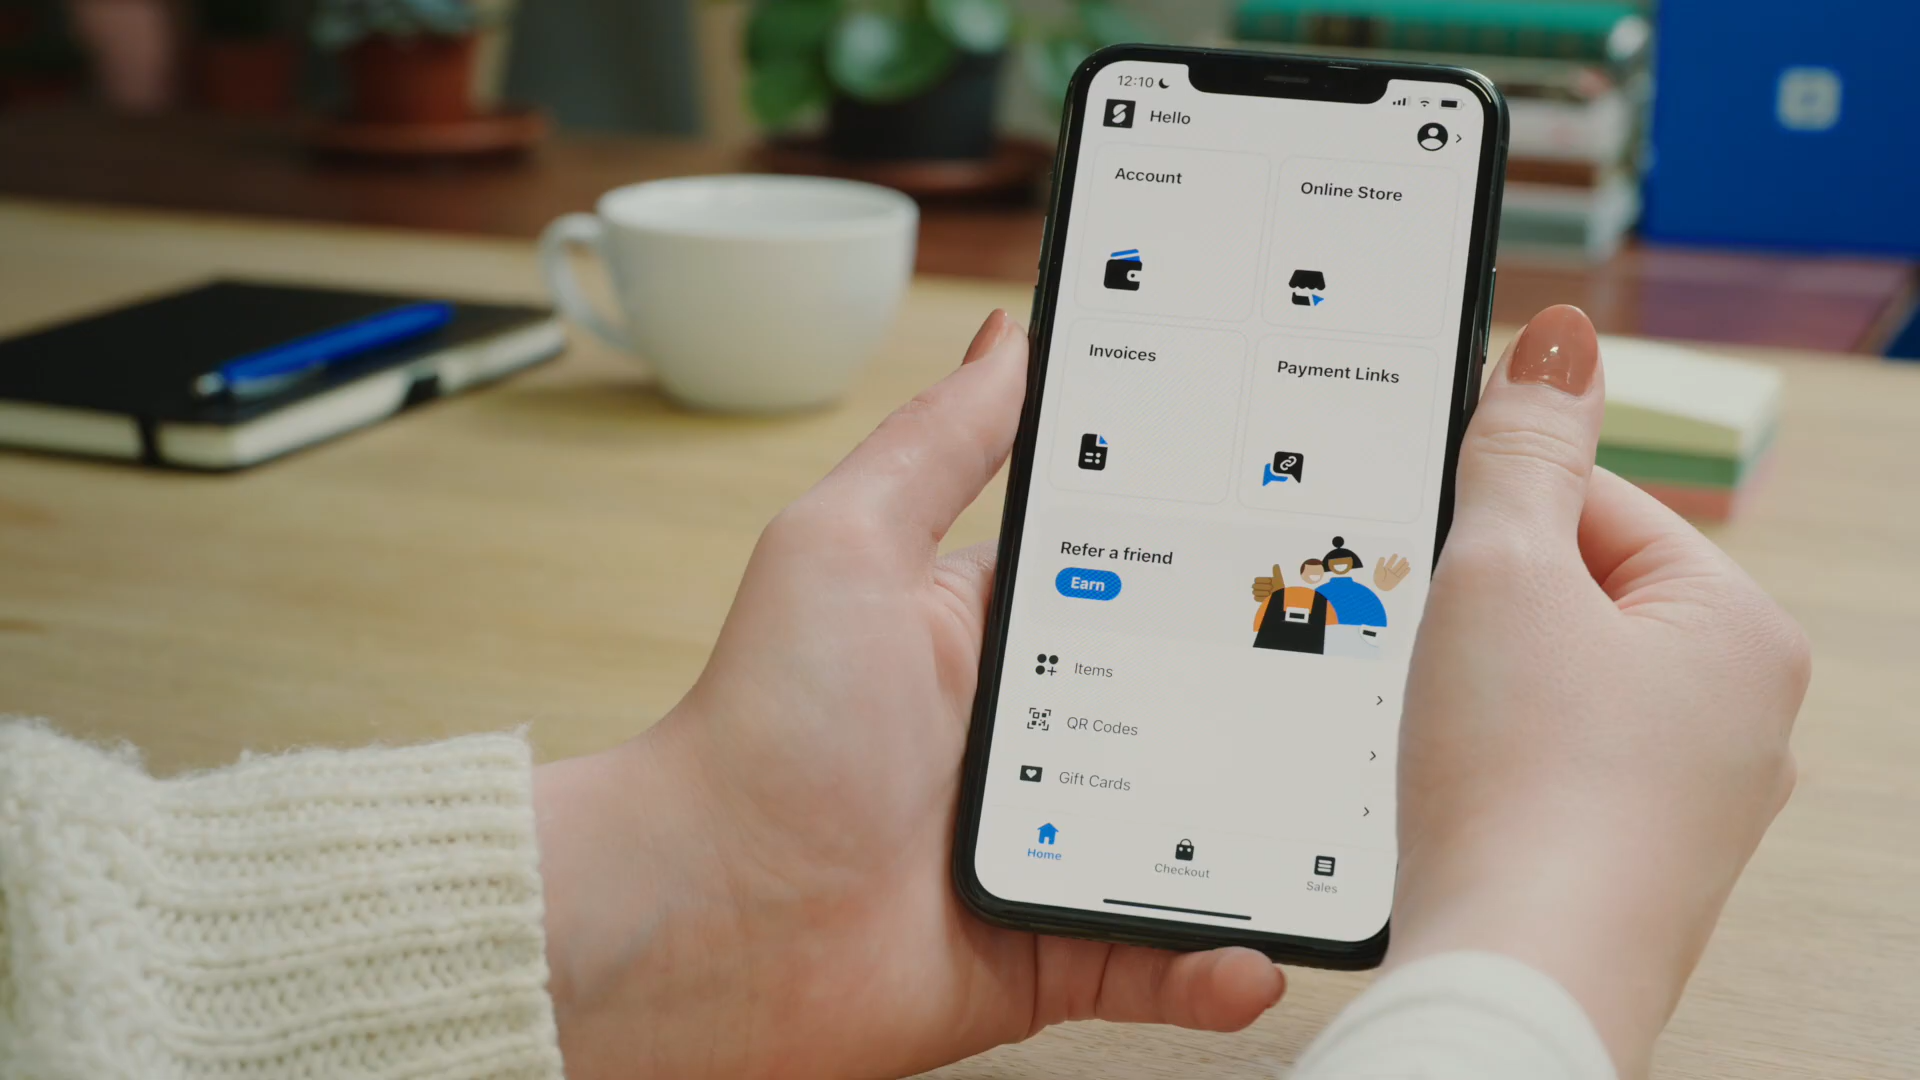 12:10
Hello
Account
Online Store
Invoices
Payment Links
Refer a friend
Earn
Items
QR Codes
Gift Cards
Home
Checkout
Sales